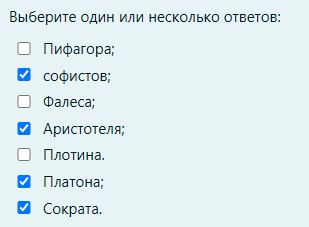 Выберите один или несколько ответов:
Пифагора;
софистов;
Фалеса;
Аристотеля;
Плотина.
Платона;
Сократа.